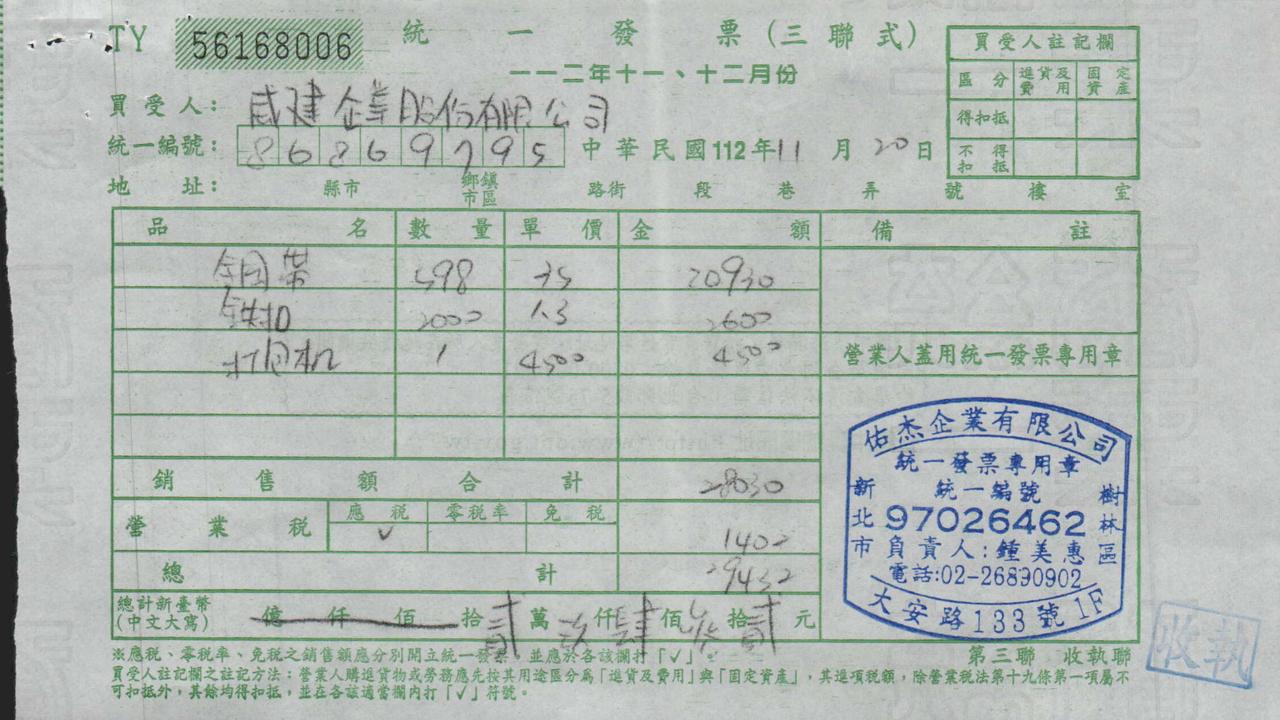 TY 56168006 統一發票(三聯式)
一一二年十一、十二月份
買受人註記欄
區分 進貨及費用 固定資產
得扣抵
不得扣抵
買受人: 威建企業股份有限公司
統一編號: 86869795 中華民國112年11月20日
地址: 縣市 鄉鎮市區 路街 段 巷 弄 號 樓 室
品名 數量 單價 金額 備註
598 35 20930
鐵扣 2000 1.3 2600
打包机 1 4500 4500
營業人蓋用統一發票專用章
銷售額合計 28030
營業稅 應稅 零稅率 免稅
✓ 1402
總計 29432
總計新臺幣(中文大寫) 億仟佰拾貳萬玖仟肆佰參拾貳元
佑杰企業有限公司
統一發票專用章
統一編號
97026462
新北市 樹林區
負責人:鍾美惠
電話:02-26890902
大安路133號1F
※應稅、零稅率、免稅之銷售額應分別開立統一發票,並應於各該欄打「✓」。
第三聯 收執聯
收執
買受人註記欄之註記方法:營業人購進貨物或勞務應先按其用途區分為「進貨及費用」與「固定資產」,其進項稅額,除營業稅法第十九條第一項屬不
可扣抵外,其餘均得扣抵,並在各該適當欄內打「✓」符號。